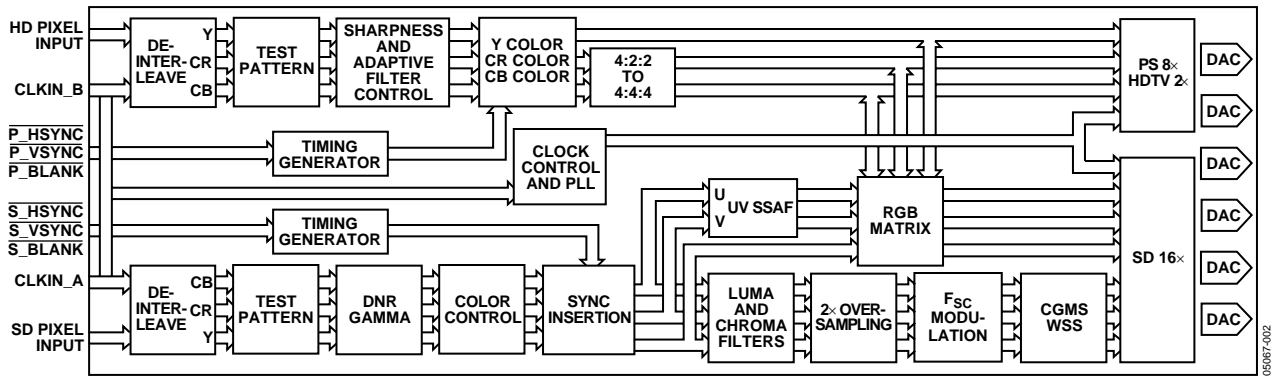 HD PIXEL
INPUT
CLKIN_B
P_HSYNC
P_VSYNC
P_BLANK
S_HSYNC
S_VSYNC
S_BLANK
CLKIN_A
SD PIXEL
INPUT
DE-
INTER-
LEAVE
Y
CR
CB
TEST
PATTERN
SHARPNESS
AND
ADAPTIVE
FILTER
CONTROL
Y COLOR
CR COLOR
CB COLOR
4:2:2
TO
4:4:4
PS 8×
HDTV 2×
TIMING
GENERATOR
CLOCK
CONTROL
AND PLL
TIMING
GENERATOR
U
V
UV SSAF
RGB
MATRIX
SD 16×
DE-
INTER-
LEAVE
CB
CR
Y
TEST
PATTERN
DNR
GAMMA
COLOR
CONTROL
SYNC
INSERTION
LUMA
AND
CHROMA
FILTERS
2× OVER-
SAMPLING
FSC
MODU-
LATION
CGMS
WSS
DAC
DAC
DAC
DAC
DAC
DAC
05067-002